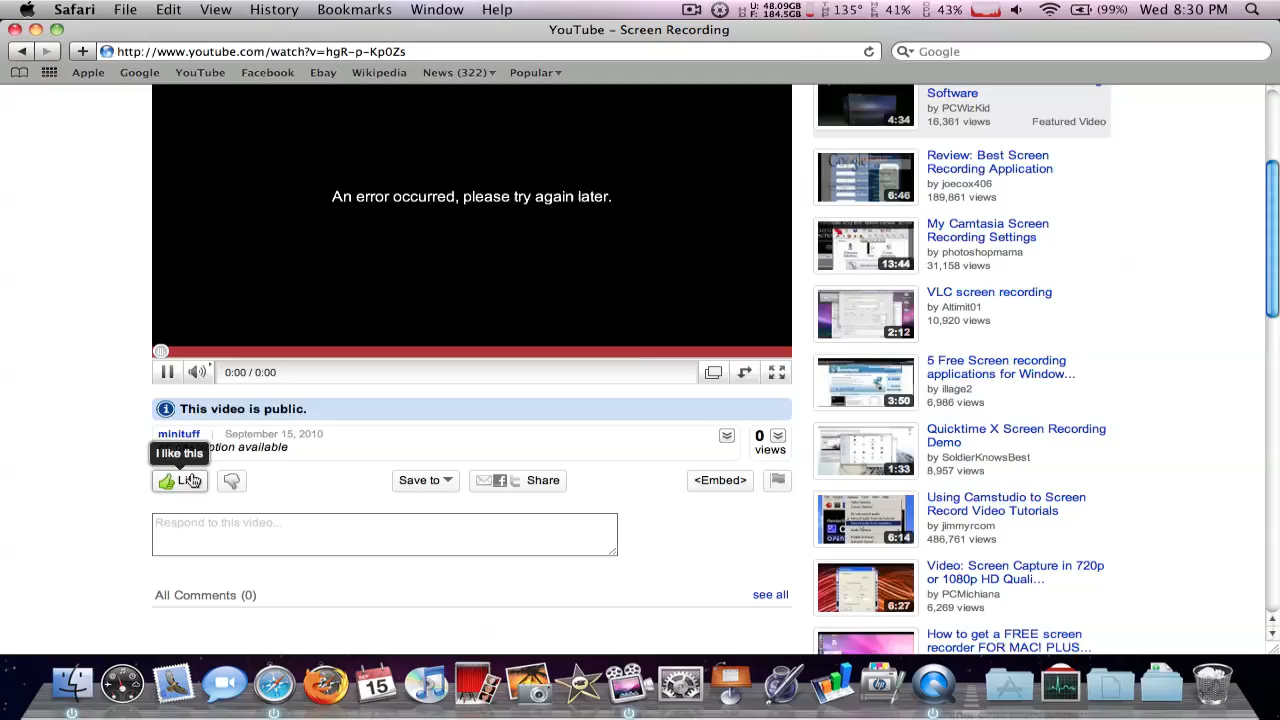 Safari File Edit View History Bookmarks Window Help U: 48.09GB F: 184.5GB 135° 41% 43% (99%) Wed 8:30 PM
YouTube – Screen Recording
http://www.youtube.com/watch?v=hgR-p-Kp0Zs
Google
Apple Google YouTube Facebook Ebay Wikipedia News (322) Popular
An error occurred, please try again later.
0:00 / 0:00
This video is public.
minituff September 15, 2010
ption available
0
views
I like this
Save to
Share
<Embed>
Respond to this video...
All Comments (0)
see all
Software
by PCWizKid
16,361 views Featured Video
4:34
Review: Best Screen
Recording Application
by joecox406
189,861 views
6:46
My Camtasia Screen
Recording Settings
by photoshopmama
31,158 views
13:44
VLC screen recording
by Altimit01
10,920 views
2:12
5 Free Screen recording
applications for Window...
by illage2
6,986 views
3:50
Quicktime X Screen Recording
Demo
by SoldierKnowsBest
8,957 views
1:33
Using Camstudio to Screen
Record Video Tutorials
by jimmyrcom
486,761 views
6:14
Video: Screen Capture in 720p
or 1080p HD Quali...
by PCMichiana
6,269 views
6:27
How to get a FREE screen
recorder FOR MAC! PLUS...
15